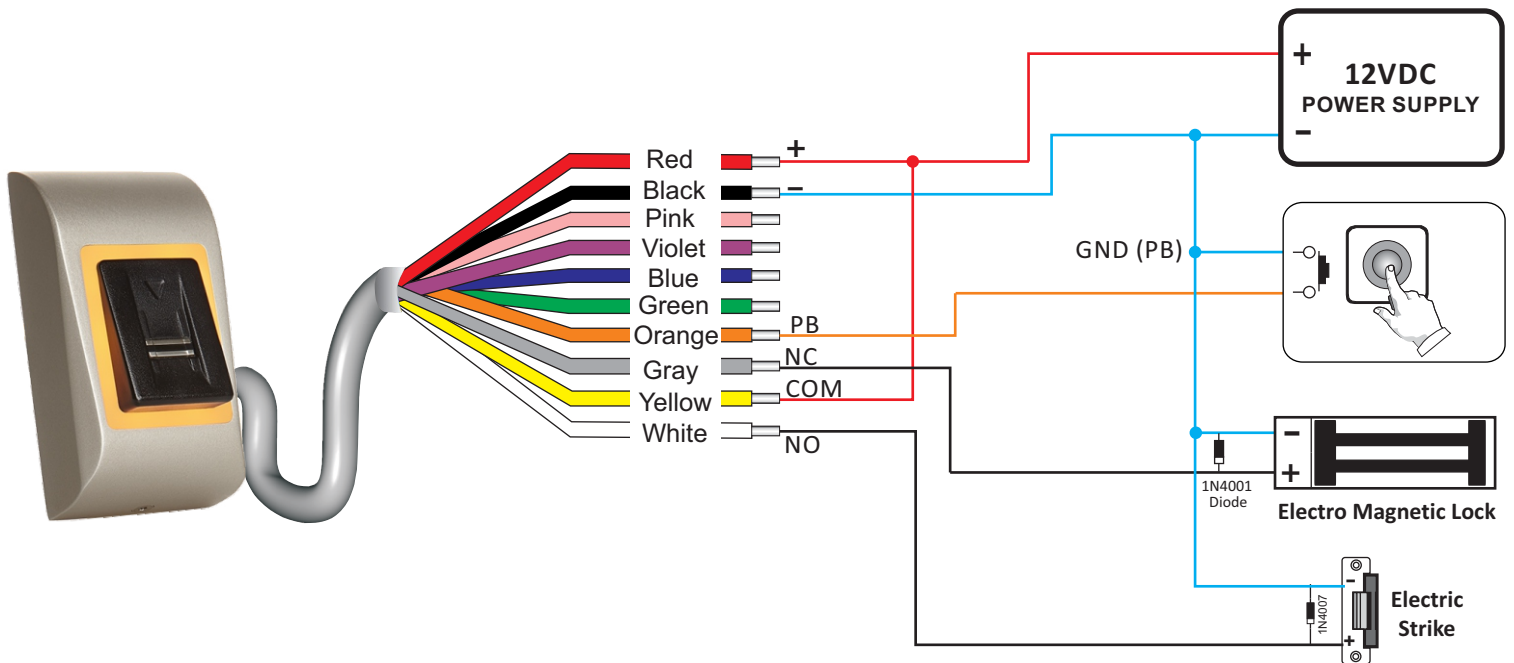 +
12VDC
POWER SUPPLY
−
Red +
Black −
Pink
Violet
GND (PB)
Blue
Green
Orange PB
Gray NC
Yellow COM
White NO
−
+
1N4001
Diode
Electro Magnetic Lock
−
1N4007
+
Electric
Strike